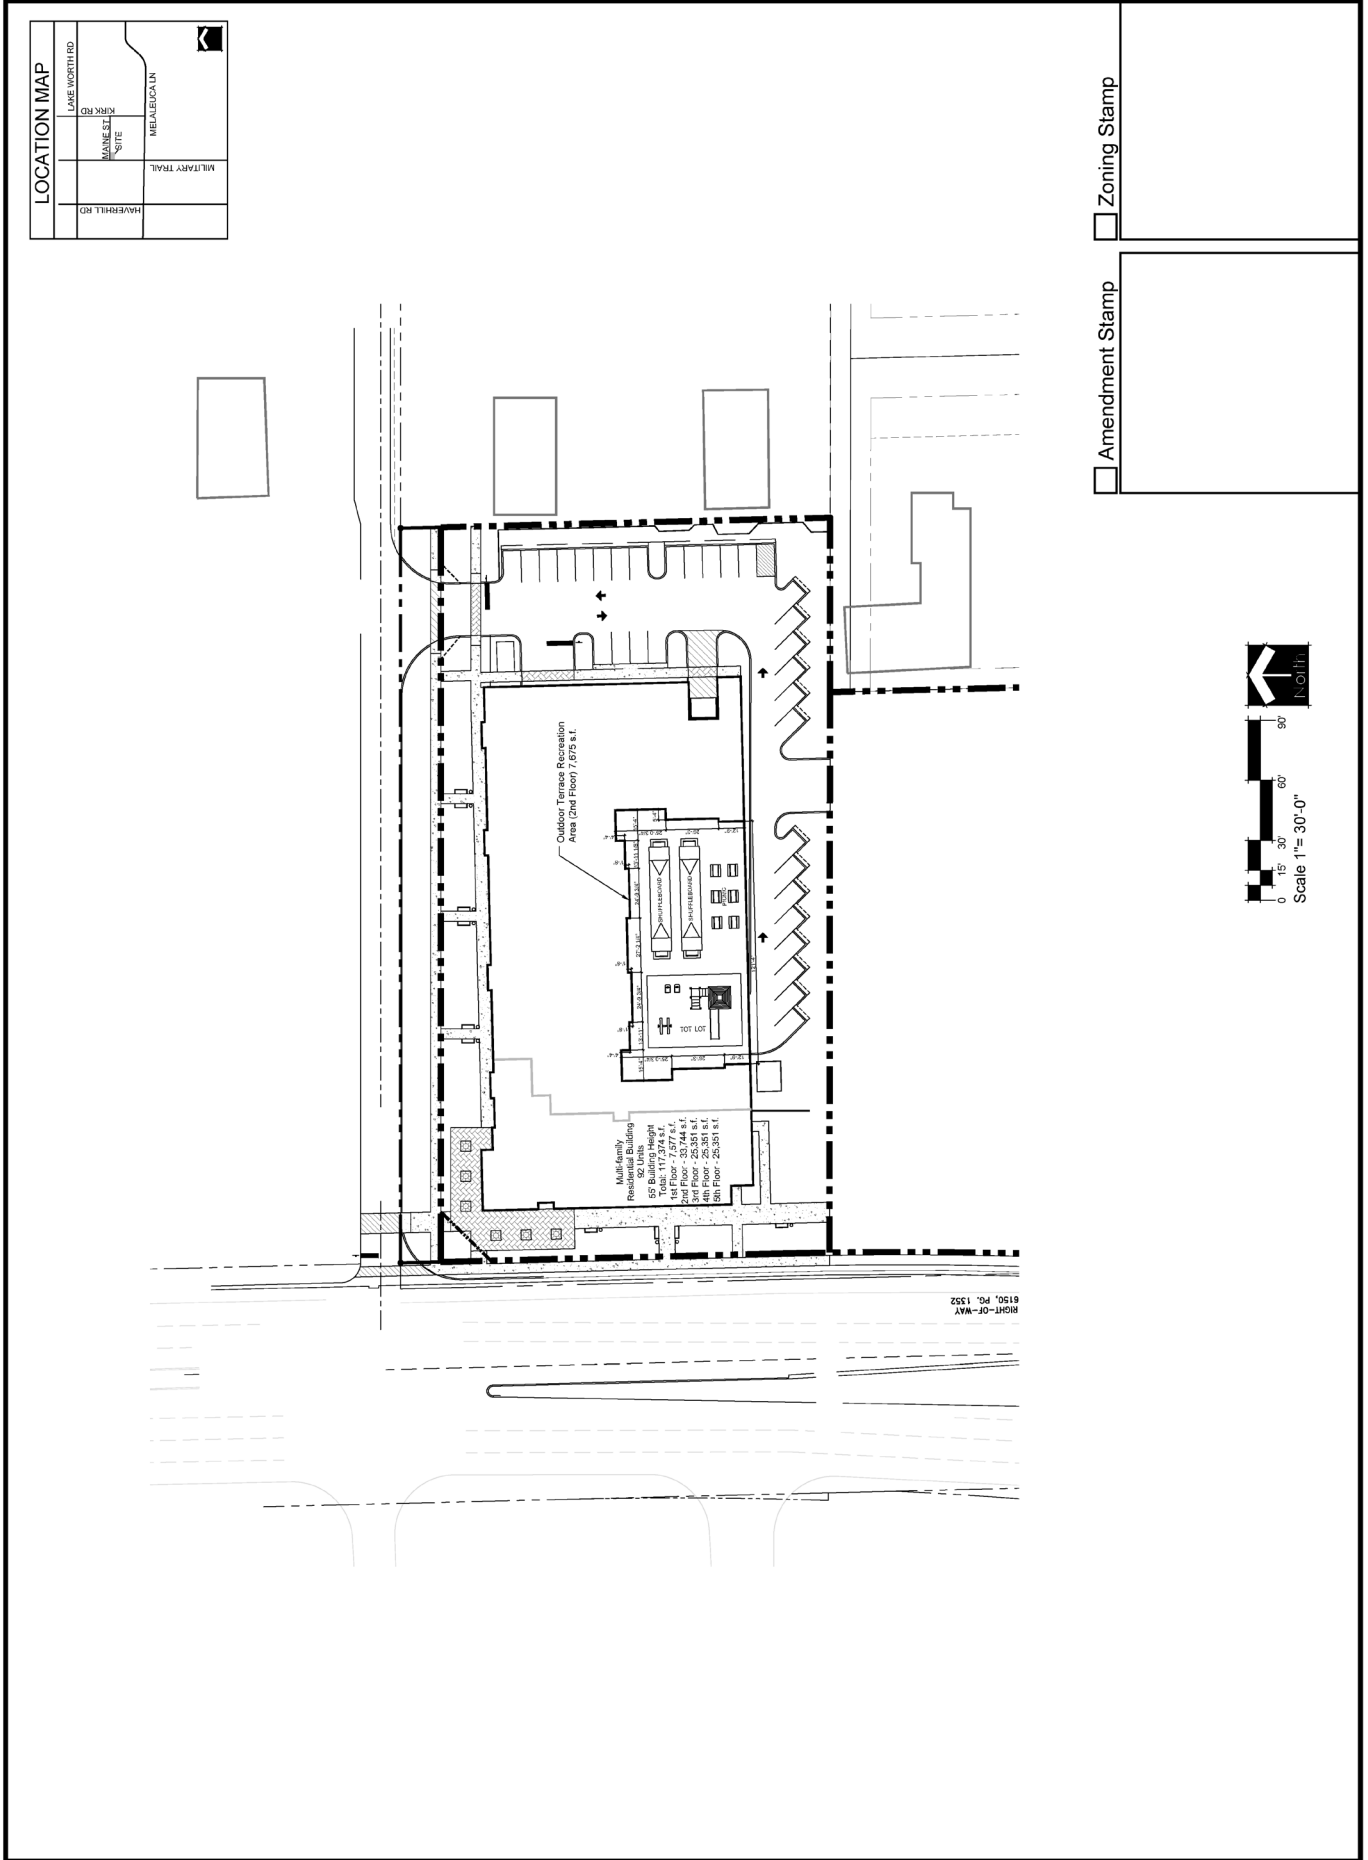 LOCATION MAP
LAKE WORTH RD
KIRK RD
MAINE ST
SITE
MELALEUCA LN
MILITARY TRAIL
HAVERHILL RD
Zoning Stamp
Amendment Stamp
Outdoor Terrace Recreation
Area (2nd Floor) 7,675 s.f.
SHUFFLEBOARD
SHUFFLEBOARD
PICNIC
TOT LOT
Multi-family
Residential Building
92 Units
55' Building Height
Total: 117,374 s.f.
1st Floor - 7,577 s.f.
2nd Floor - 33,744 s.f.
3rd Floor - 25,351 s.f.
4th Floor - 25,351 s.f.
5th Floor - 25,351 s.f.
RIGHT-OF-WAY
6150, PG. 1352
North
0 15' 30' 60' 90'
Scale 1"= 30'-0"